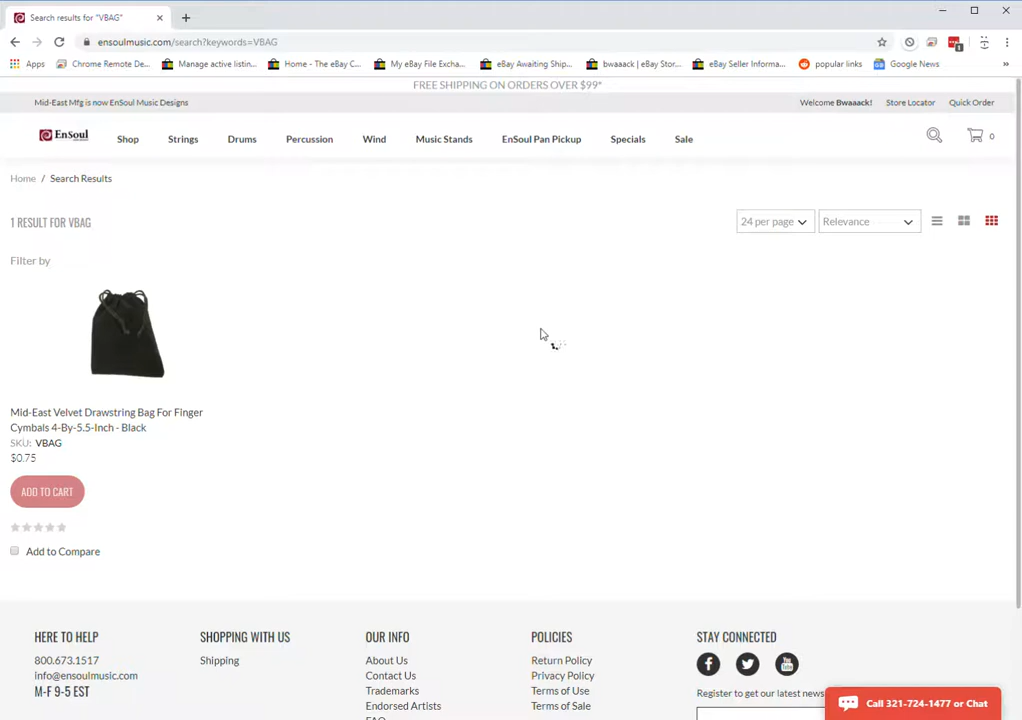 Search results for "VBAG"
ensoulmusic.com/search?keywords=VBAG
1
Apps Chrome Remote De... Manage active listin... Home - The eBay C... My eBay File Excha... eBay Awaiting Ship... bwaaack | eBay Stor... eBay Seller Informa... popular links Google News »
FREE SHIPPING ON ORDERS OVER $99*
Mid-East Mfg is now EnSoul Music Designs Welcome Bwaaack! Store Locator Quick Order
EnSoul Shop Strings Drums Percussion Wind Music Stands EnSoul Pan Pickup Specials Sale 0
Home / Search Results
1 RESULT FOR VBAG 24 per page Relevance
Filter by
Mid-East Velvet Drawstring Bag For Finger
Cymbals 4-By-5.5-Inch - Black
SKU: VBAG
$0.75
ADD TO CART
Add to Compare
HERE TO HELP SHOPPING WITH US OUR INFO POLICIES STAY CONNECTED
800.673.1517 Shipping About Us Return Policy
info@ensoulmusic.com Contact Us Privacy Policy
M-F 9-5 EST Trademarks Terms of Use Register to get our latest news
Endorsed Artists Terms of Sale Call 321-724-1477 or Chat
FAQ